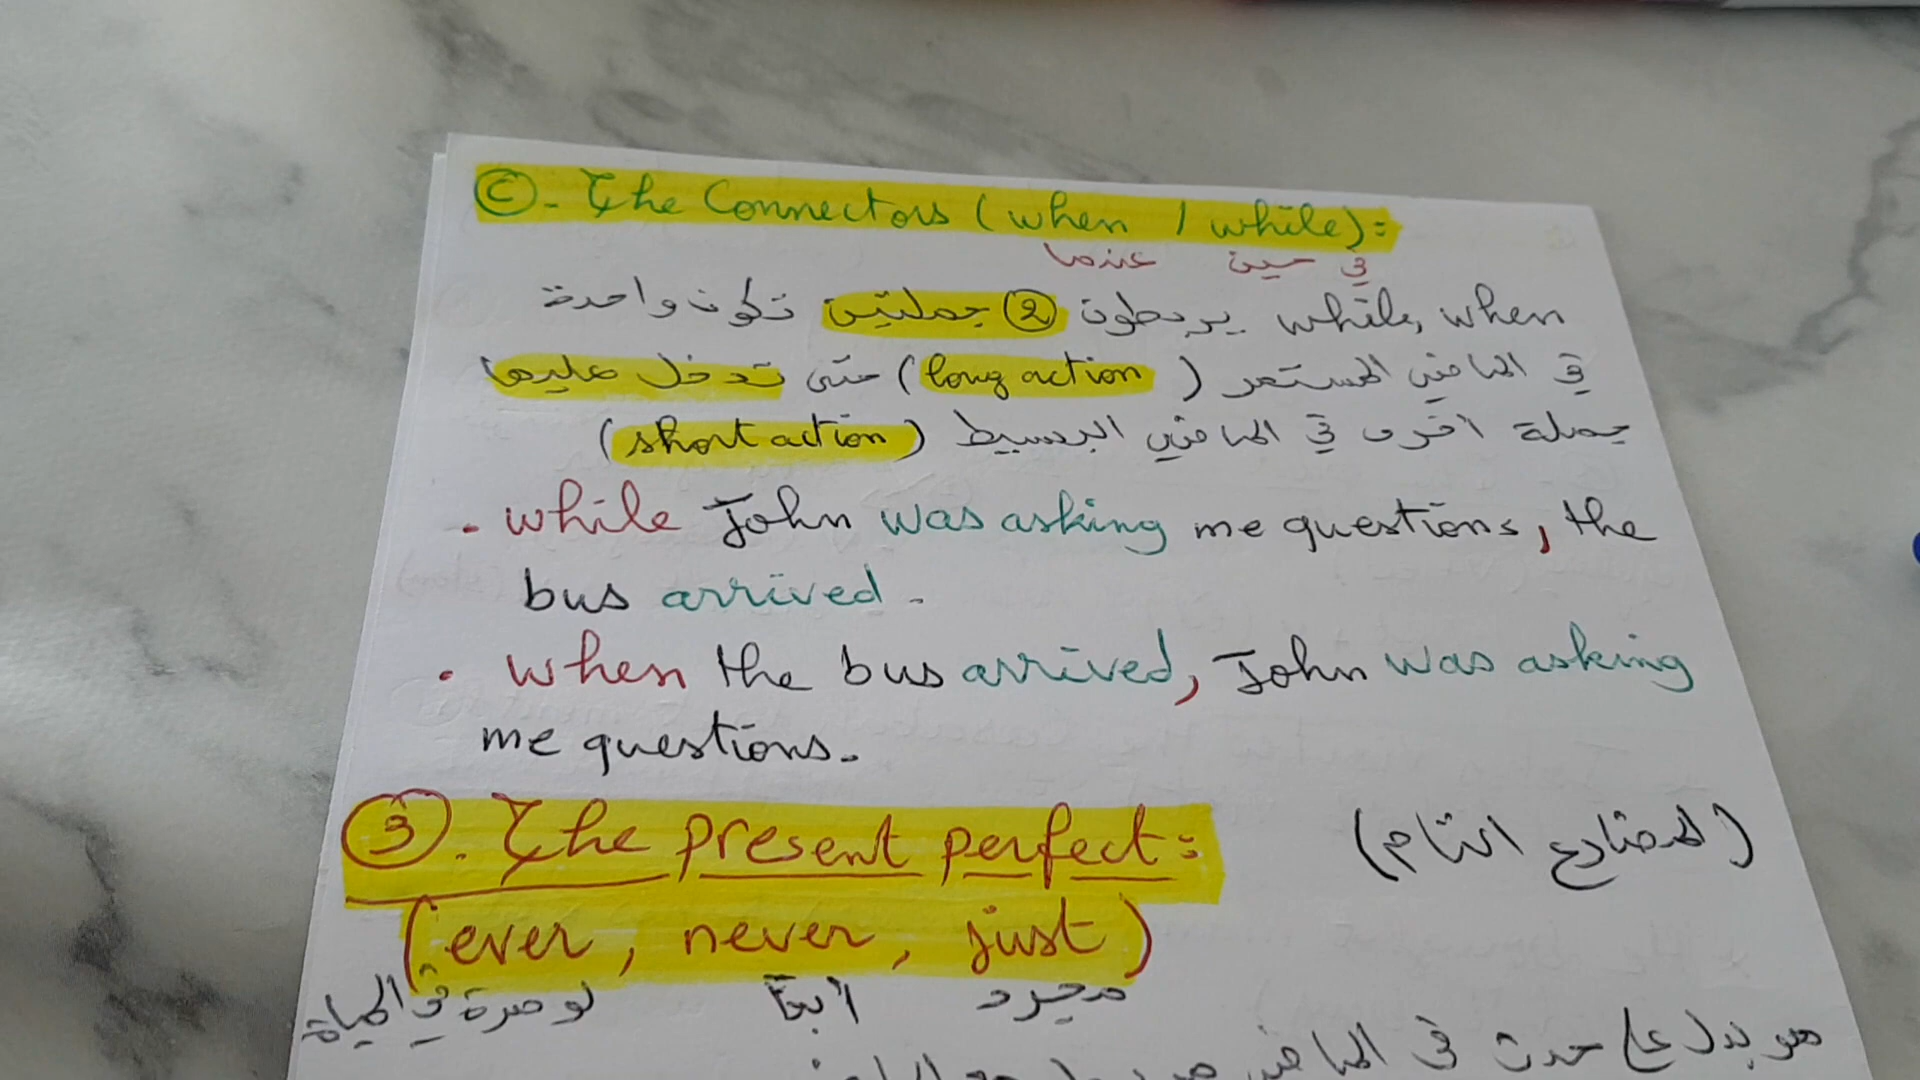 C. The Connectors (when / while):
عندما في حين
while, when يربطون 2 جملتين تكون واحدة
في الماضي المستمر (long action) حتى تدخل عليها
جملة أخرى في الماضي البسيط (short action)
. while John was asking me questions, the
bus arrived.
. when the bus arrived, John was asking
me questions.
3. The present perfect: (المضارع التام)
(ever, never, just)
لو مرة في الحياة أبدًا مجرد
هو يدل على حدث في الماضي